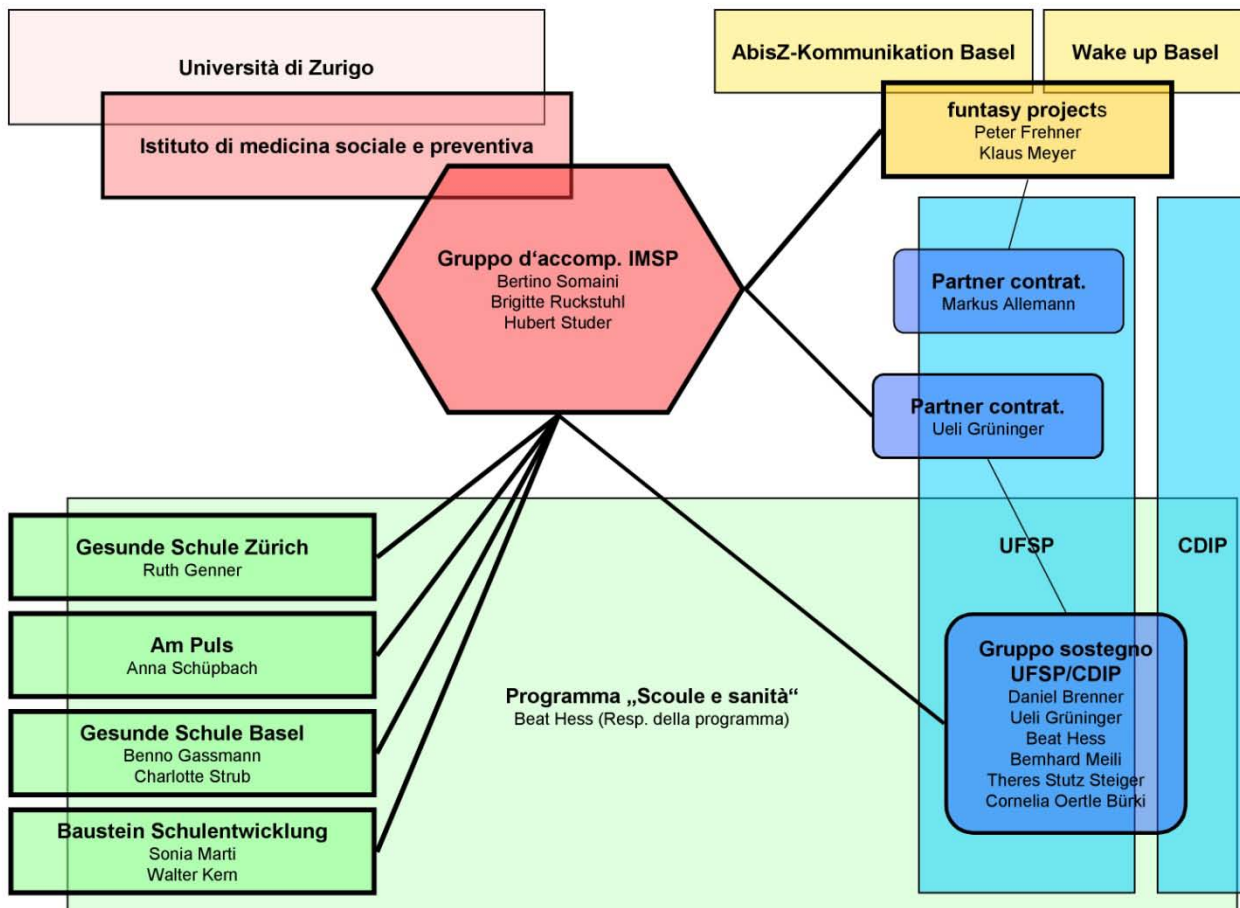 Università di Zurigo
Istituto di medicina sociale e preventiva
AbisZ-Kommunikation Basel
Wake up Basel
funtasy projects
Peter Frehner
Klaus Meyer
Gruppo d‘accomp. IMSP
Bertino Somaini
Brigitte Ruckstuhl
Hubert Studer
Partner contrat.
Markus Allemann
Partner contrat.
Ueli Grüninger
Gesunde Schule Zürich
Ruth Genner
Am Puls
Anna Schüpbach
Gesunde Schule Basel
Benno Gassmann
Charlotte Strub
Baustein Schulentwicklung
Sonia Marti
Walter Kern
Programma „Scoule e sanità“
Beat Hess (Resp. della programma)
UFSP
CDIP
Gruppo sostegno
UFSP/CDIP
Daniel Brenner
Ueli Grüninger
Beat Hess
Bernhard Meili
Theres Stutz Steiger
Cornelia Oertle Bürki